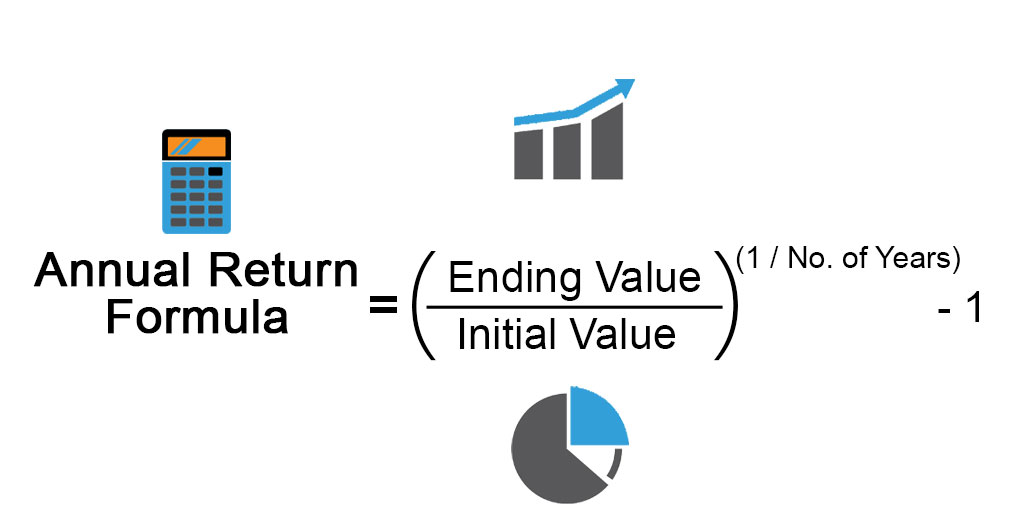 Annual Return
Formula
=
(Ending Value
Initial Value)
(1 / No. of Years)
- 1